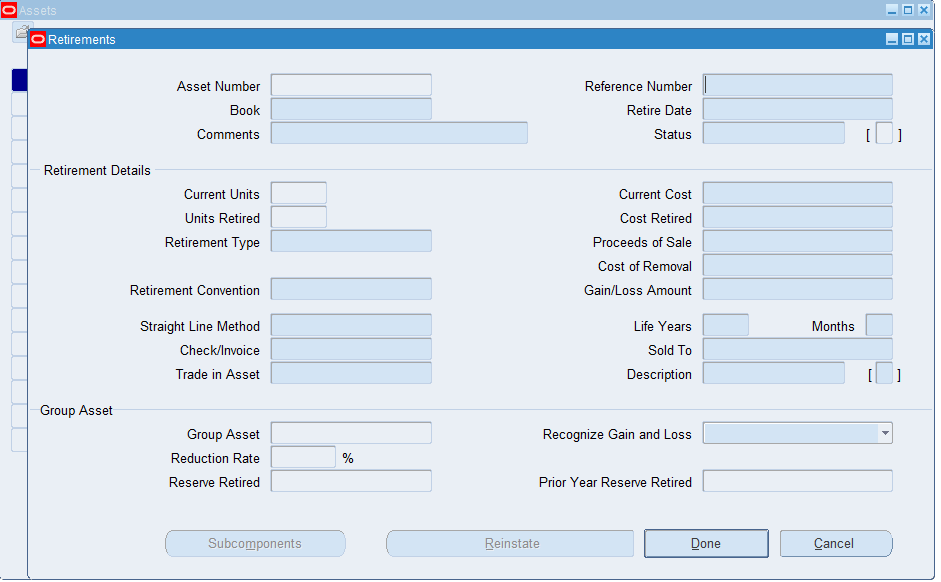 Assets
Retirements
Asset Number Reference Number
Book Retire Date
Comments Status [ ]
Retirement Details
Current Units Current Cost
Units Retired Cost Retired
Retirement Type Proceeds of Sale
Cost of Removal
Retirement Convention Gain/Loss Amount
Straight Line Method Life Years Months
Check/Invoice Sold To
Trade in Asset Description [ ]
Group Asset
Group Asset Recognize Gain and Loss
Reduction Rate %
Reserve Retired Prior Year Reserve Retired
Subcomponents Reinstate Done Cancel